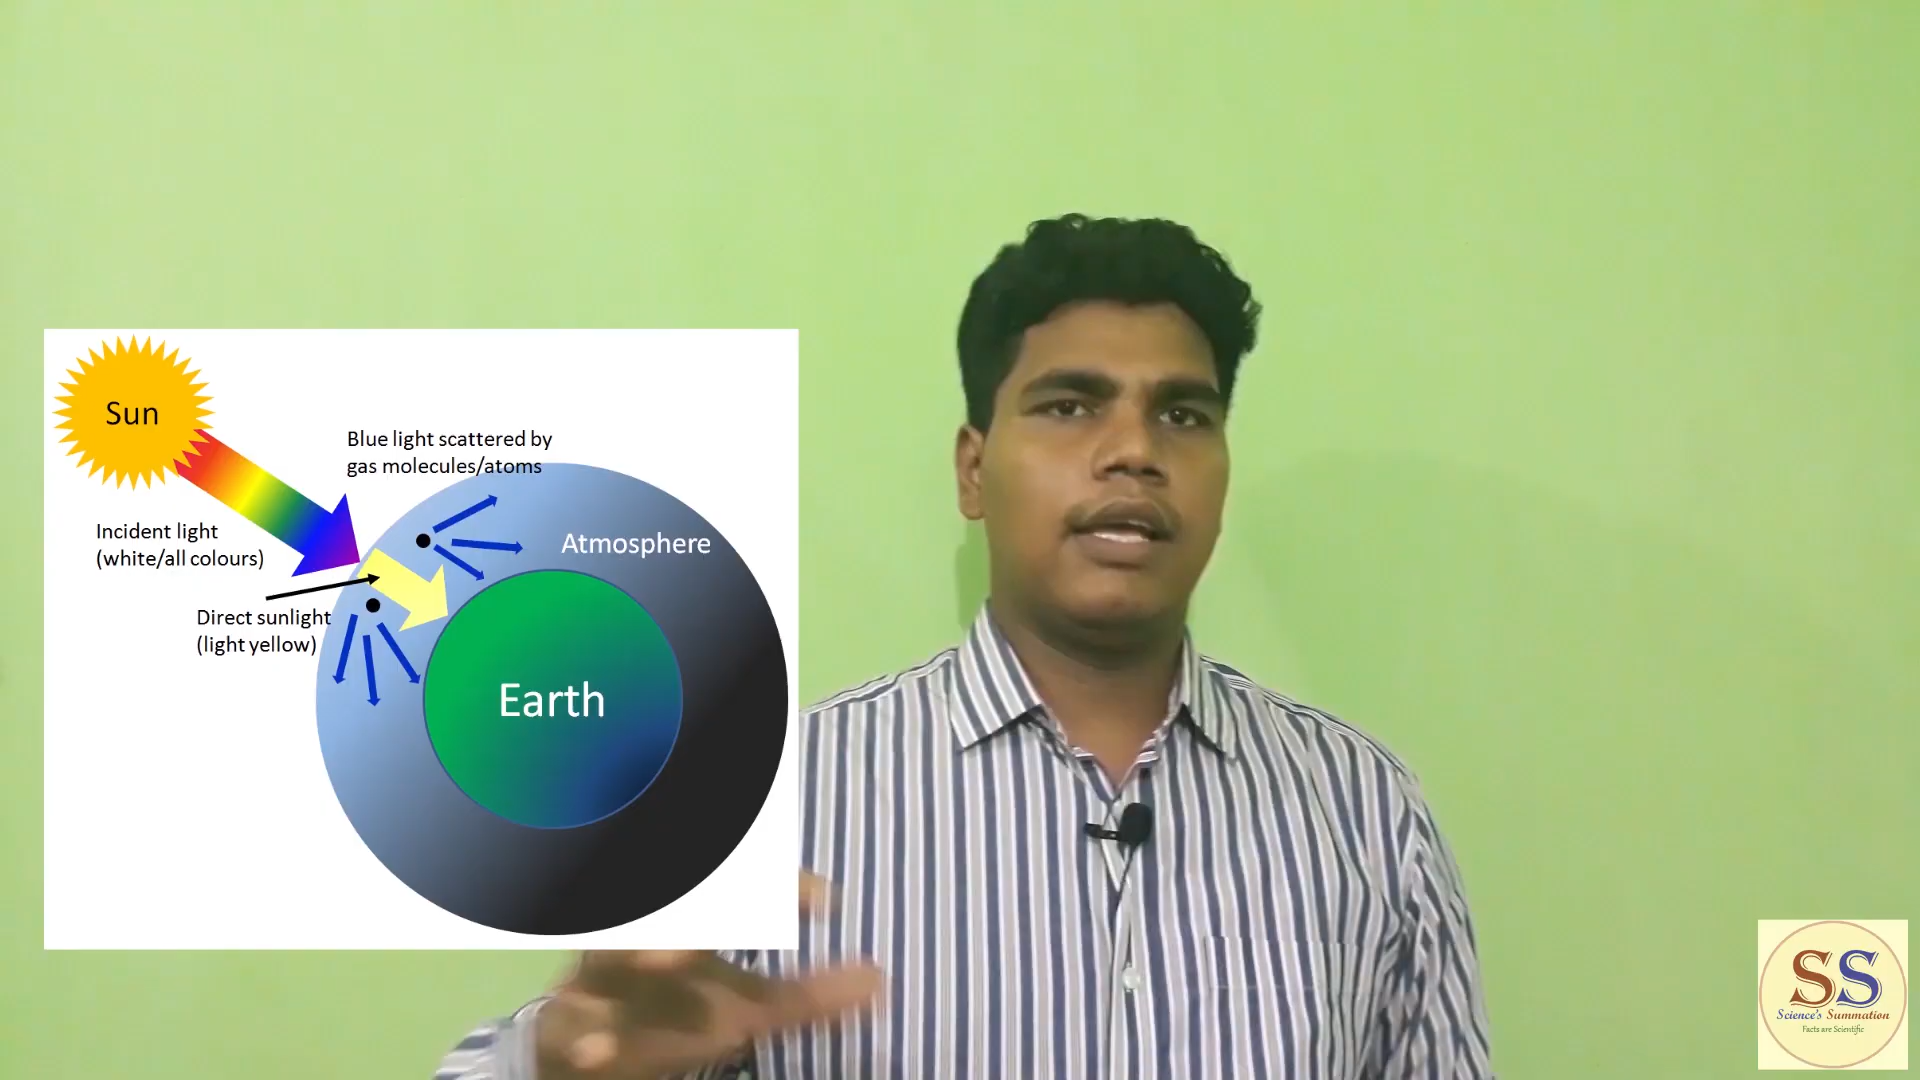 Sun
Blue light scattered by
gas molecules/atoms
Incident light
(white/all colours)
Atmosphere
Direct sunlight
(light yellow)
Earth
SS
Science's Summation
Facts are Scientific